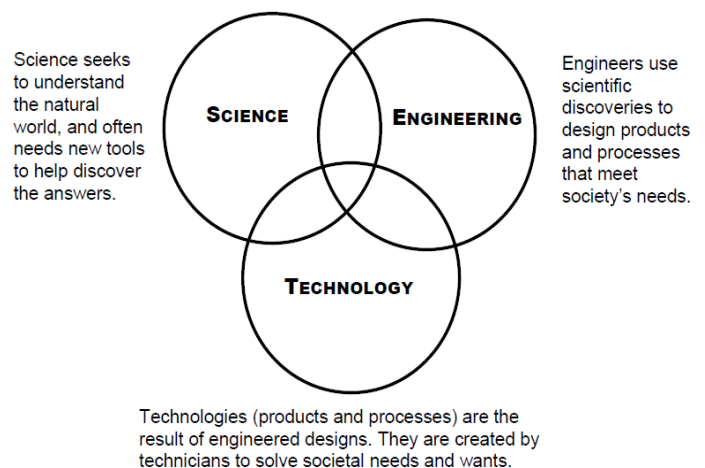 Science seeks
to understand
the natural
world, and often
needs new tools
to help discover
the answers.
SCIENCE
ENGINEERING
Engineers use
scientific
discoveries to
design products
and processes
that meet
society's needs.
TECHNOLOGY
Technologies (products and processes) are the
result of engineered designs. They are created by
technicians to solve societal needs and wants.